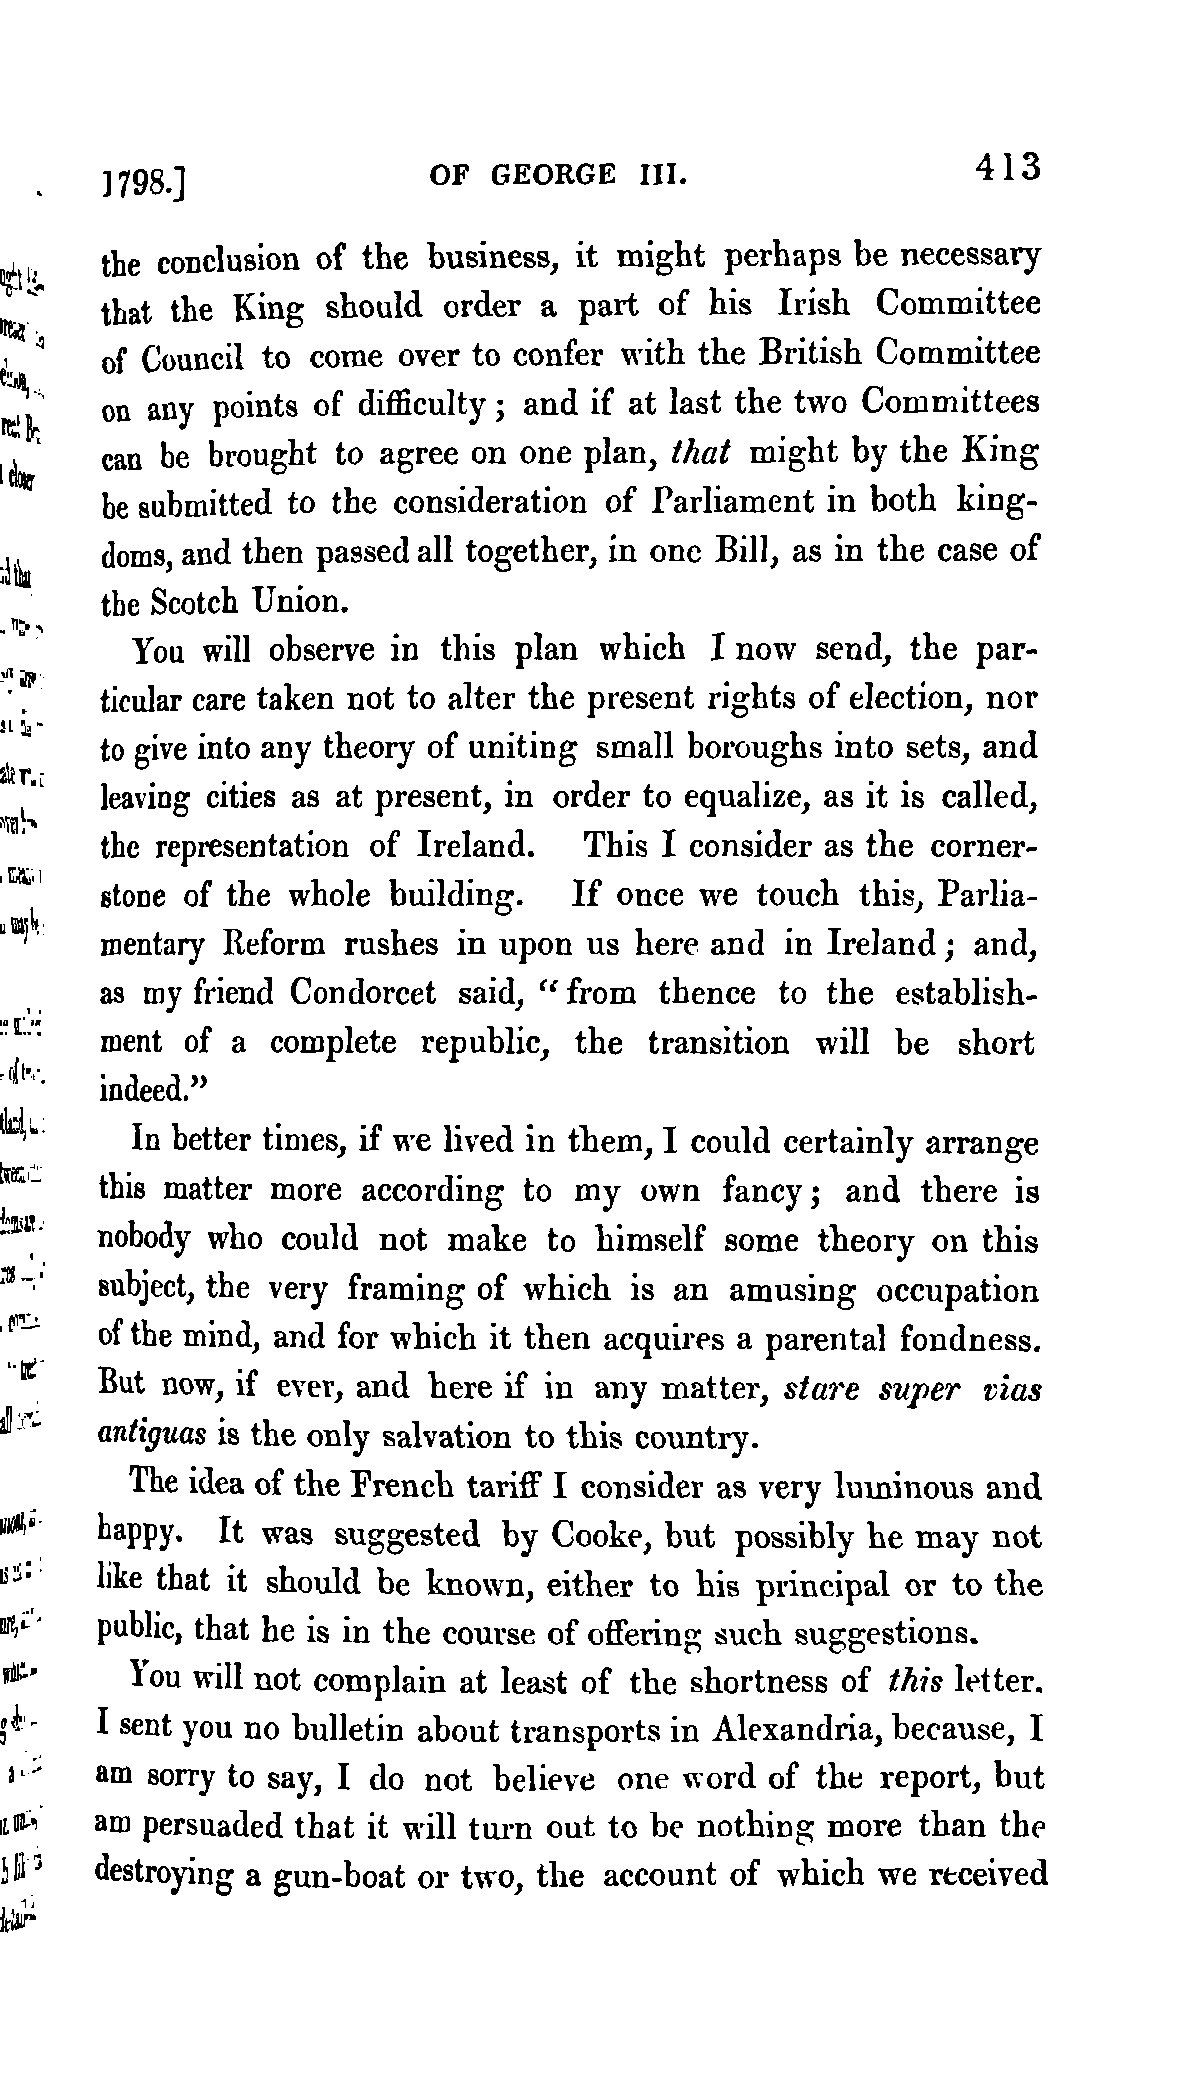 1798.] OF GEORGE III. 413
the conclusion of the business, it might perhaps be necessary
that the King should order a part of his Irish Committee
of Council to come over to confer with the British Committee
on any points of difficulty; and if at last the two Committees
can be brought to agree on one plan, that might by the King
be submitted to the consideration of Parliament in both king-
doms, and then passed all together, in one Bill, as in the case of
the Scotch Union.
You will observe in this plan which I now send, the par-
ticular care taken not to alter the present rights of election, nor
to give into any theory of uniting small boroughs into sets, and
leaving cities as at present, in order to equalize, as it is called,
the representation of Ireland. This I consider as the corner-
stone of the whole building. If once we touch this, Parlia-
mentary Reform rushes in upon us here and in Ireland; and,
as my friend Condorcet said, “from thence to the establish-
ment of a complete republic, the transition will be short
indeed.”
In better times, if we lived in them, I could certainly arrange
this matter more according to my own fancy; and there is
nobody who could not make to himself some theory on this
subject, the very framing of which is an amusing occupation
of the mind, and for which it then acquires a parental fondness.
But now, if ever, and here if in any matter, stare super vias
antiguas is the only salvation to this country.
The idea of the French tariff I consider as very luminous and
happy. It was suggested by Cooke, but possibly he may not
like that it should be known, either to his principal or to the
public, that he is in the course of offering such suggestions.
You will not complain at least of the shortness of this letter.
I sent you no bulletin about transports in Alexandria, because, I
am sorry to say, I do not believe one word of the report, but
am persuaded that it will turn out to be nothing more than the
destroying a gun-boat or two, the account of which we received